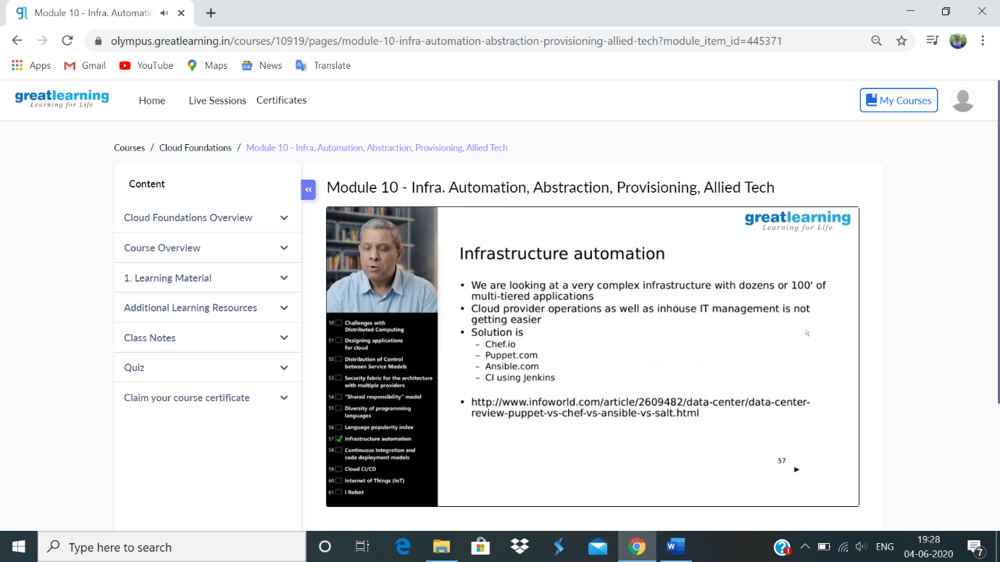 Module 10 - Infra. Automatic
olympus.greatlearning.in/courses/10919/pages/module-10-infra-automation-abstraction-provisioning-allied-tech?module_item_id=445371
Apps Gmail YouTube Maps News Translate
greatlearning
Learning for Life
Home Live Sessions Certificates My Courses
Courses / Cloud Foundations / Module 10 - Infra. Automation, Abstraction, Provisioning, Allied Tech
Content
Cloud Foundations Overview
Course Overview
1. Learning Material
Additional Learning Resources
Class Notes
Quiz
Claim your course certificate
«
Module 10 - Infra. Automation, Abstraction, Provisioning, Allied Tech
50 Challenges with
Distributed Computing
51 Designing applications
for cloud
52 Distribution of Control
between Service Models
53 Security fabric for the architecture
with multiple providers
54 "Shared responsibility" model
55 Diversity of programming
languages
56 Language popularity index
57 Infrastructure automation
58 Continuous Integration and
code deployment models
59 Cloud CI/CD
60 Internet of Things (IoT)
61 I Robot
greatlearning
Learning for Life
Infrastructure automation
• We are looking at a very complex infrastructure with dozens or 100' of
multi-tiered applications
• Cloud provider operations as well as inhouse IT management is not
getting easier
• Solution is
– Chef.io
– Puppet.com
– Ansible.com
– CI using Jenkins
• http://www.infoworld.com/article/2609482/data-center/data-center-
review-puppet-vs-chef-vs-ansible-vs-salt.html
57
Type here to search
ENG
19:28
04-06-2020
7